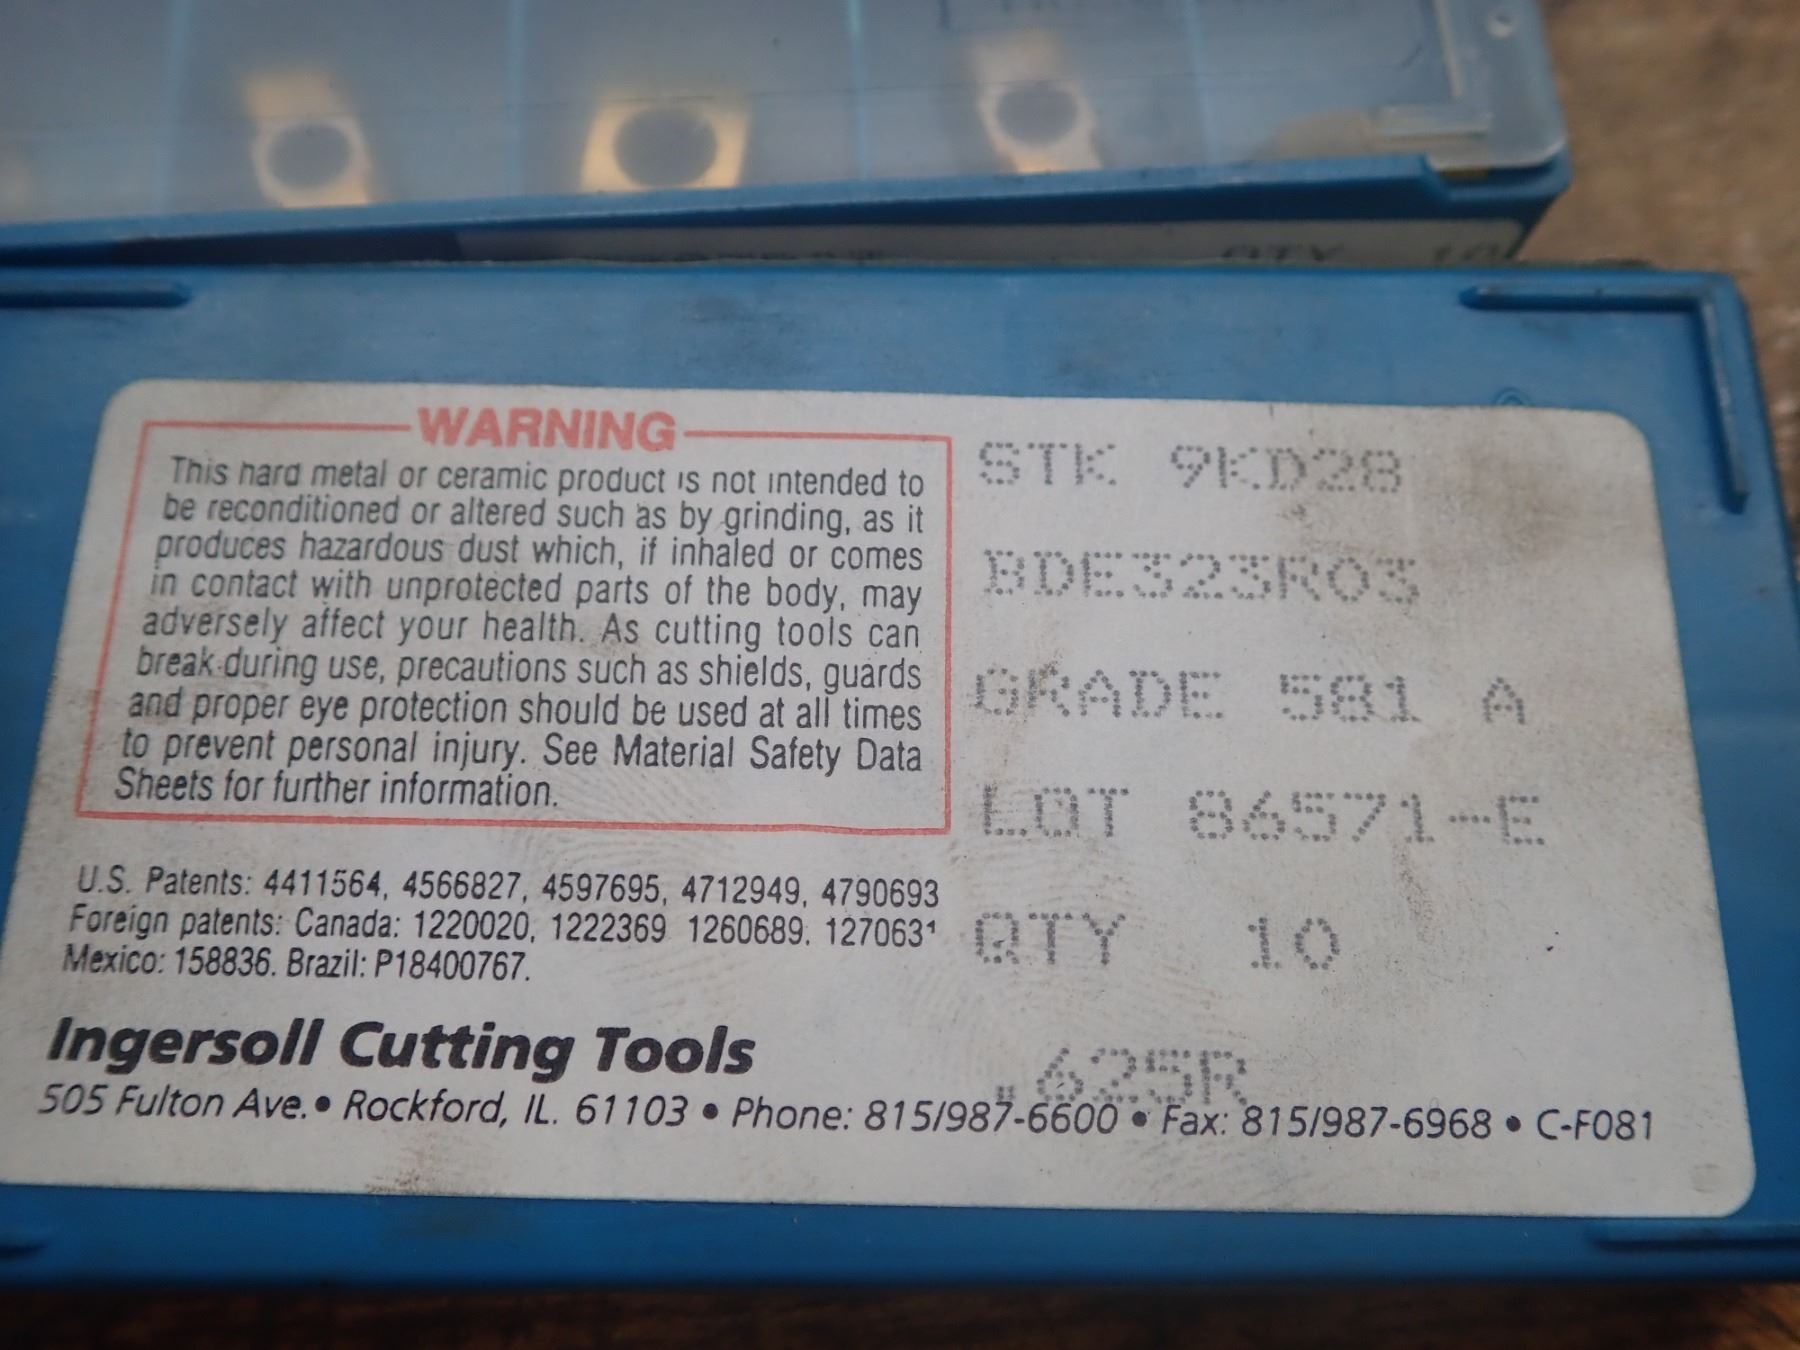 QTY 10
WARNING
This hard metal or ceramic product is not intended to
be reconditioned or altered such as by grinding, as it
produces hazardous dust which, if inhaled or comes
in contact with unprotected parts of the body, may
adversely affect your health. As cutting tools can
break during use, precautions such as shields, guards
and proper eye protection should be used at all times
to prevent personal injury. See Material Safety Data
Sheets for further information.
U.S. Patents: 4411564, 4566827, 4597695, 4712949, 4790693
Foreign patents: Canada: 1220020, 1222369 1260689. 1270631
Mexico: 158836. Brazil: P18400767.
STK 9KD28
BDE323R03
GRADE 581 A
LOT 86571-E
QTY 10
.625R
Ingersoll Cutting Tools
505 Fulton Ave. • Rockford, IL. 61103 • Phone: 815/987-6600 • Fax: 815/987-6968 • C-F081